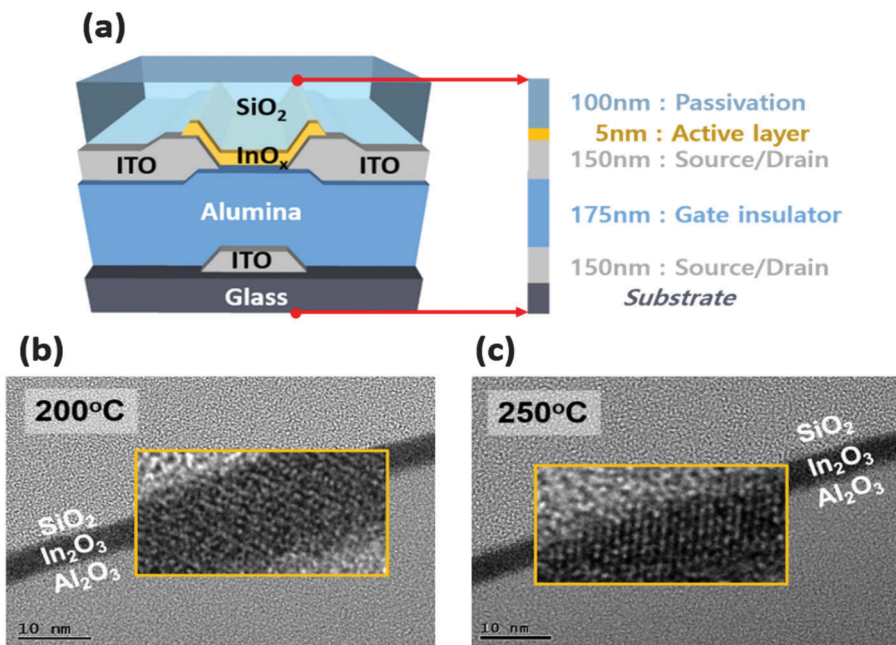 (a)
SiO₂
ITO
InOₓ
ITO
Alumina
ITO
Glass
100nm : Passivation
5nm : Active layer
150nm : Source/Drain
175nm : Gate insulator
150nm : Source/Drain
Substrate
(b)
200°C
SiO₂
In₂O₃
Al₂O₃
10 nm
(c)
250°C
SiO₂
In₂O₃
Al₂O₃
10 nm